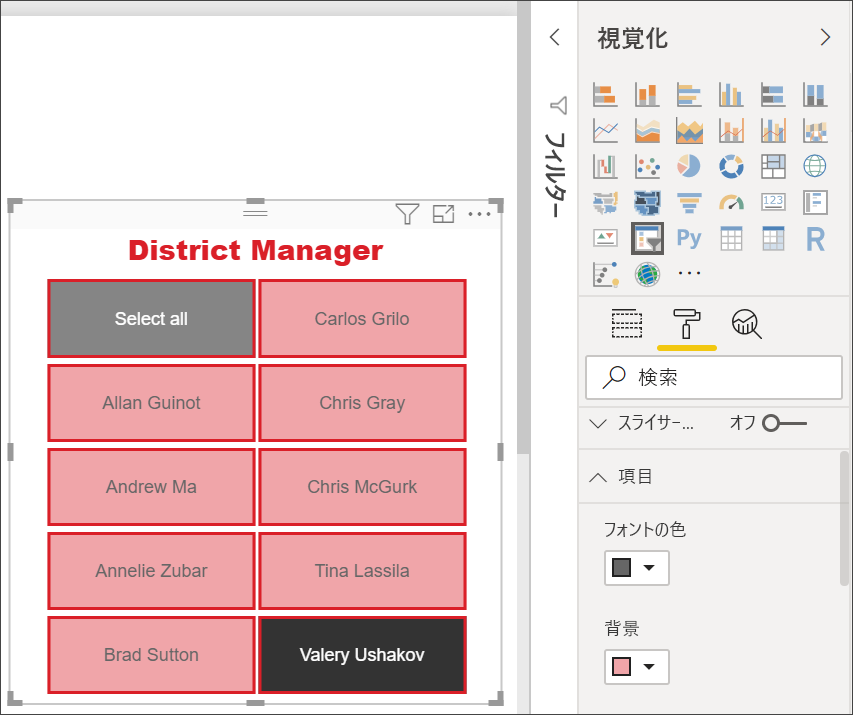 District Manager
Select all
Carlos Grilo
Allan Guinot
Chris Gray
Andrew Ma
Chris McGurk
Annelie Zubar
Tina Lassila
Brad Sutton
Valery Ushakov
フィルター
視覚化
123
Py
R
検索
スライサー...
オフ
項目
フォントの色
背景